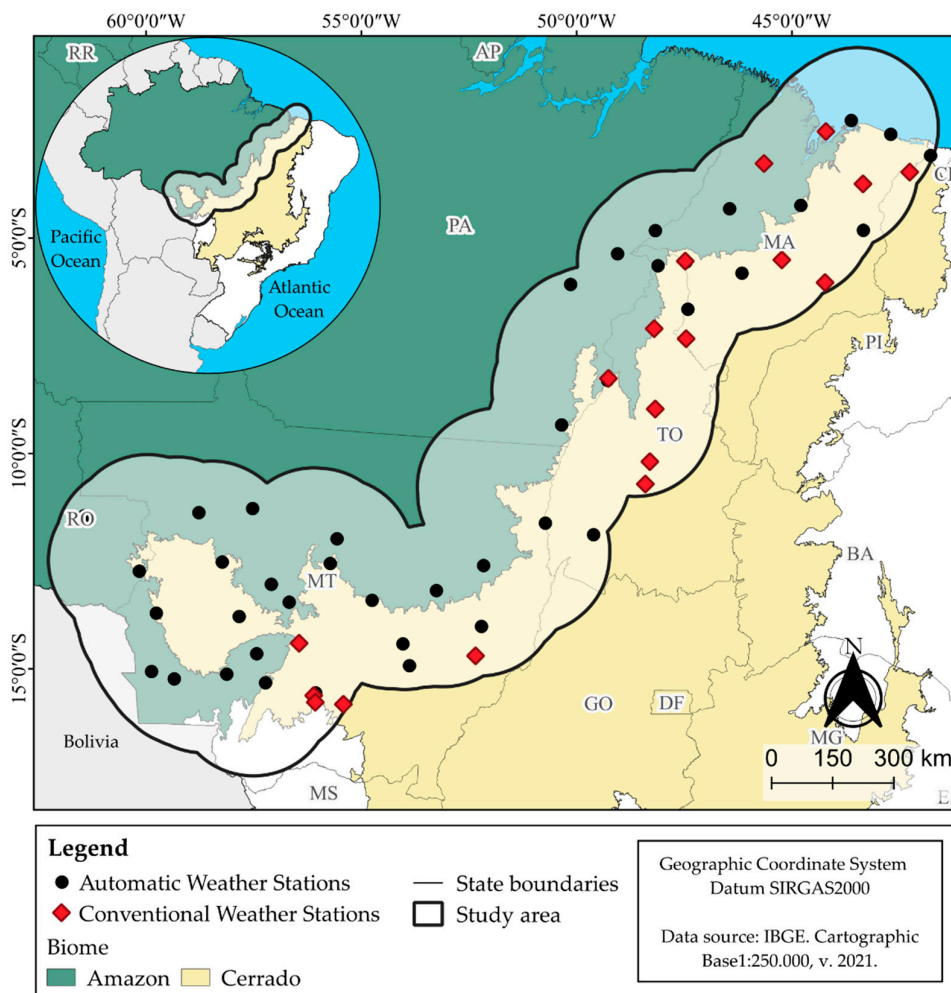 60°0'0"W 55°0'0"W 50°0'0"W 45°0'0"W
RR
AP
CE
PA
Pacific
Ocean
Atlantic
Ocean
5°0'0"S
MA
PI
TO
10°0'0"S
RO
MT
BA
15°0'0"S
Bolivia
GO
DF
N
MG
MS
E
0 150 300 km
Legend
Automatic Weather Stations
Conventional Weather Stations
State boundaries
Study area
Biome
Amazon Cerrado
Geographic Coordinate System
Datum SIRGAS2000
Data source: IBGE. Cartographic
Base1:250.000, v. 2021.